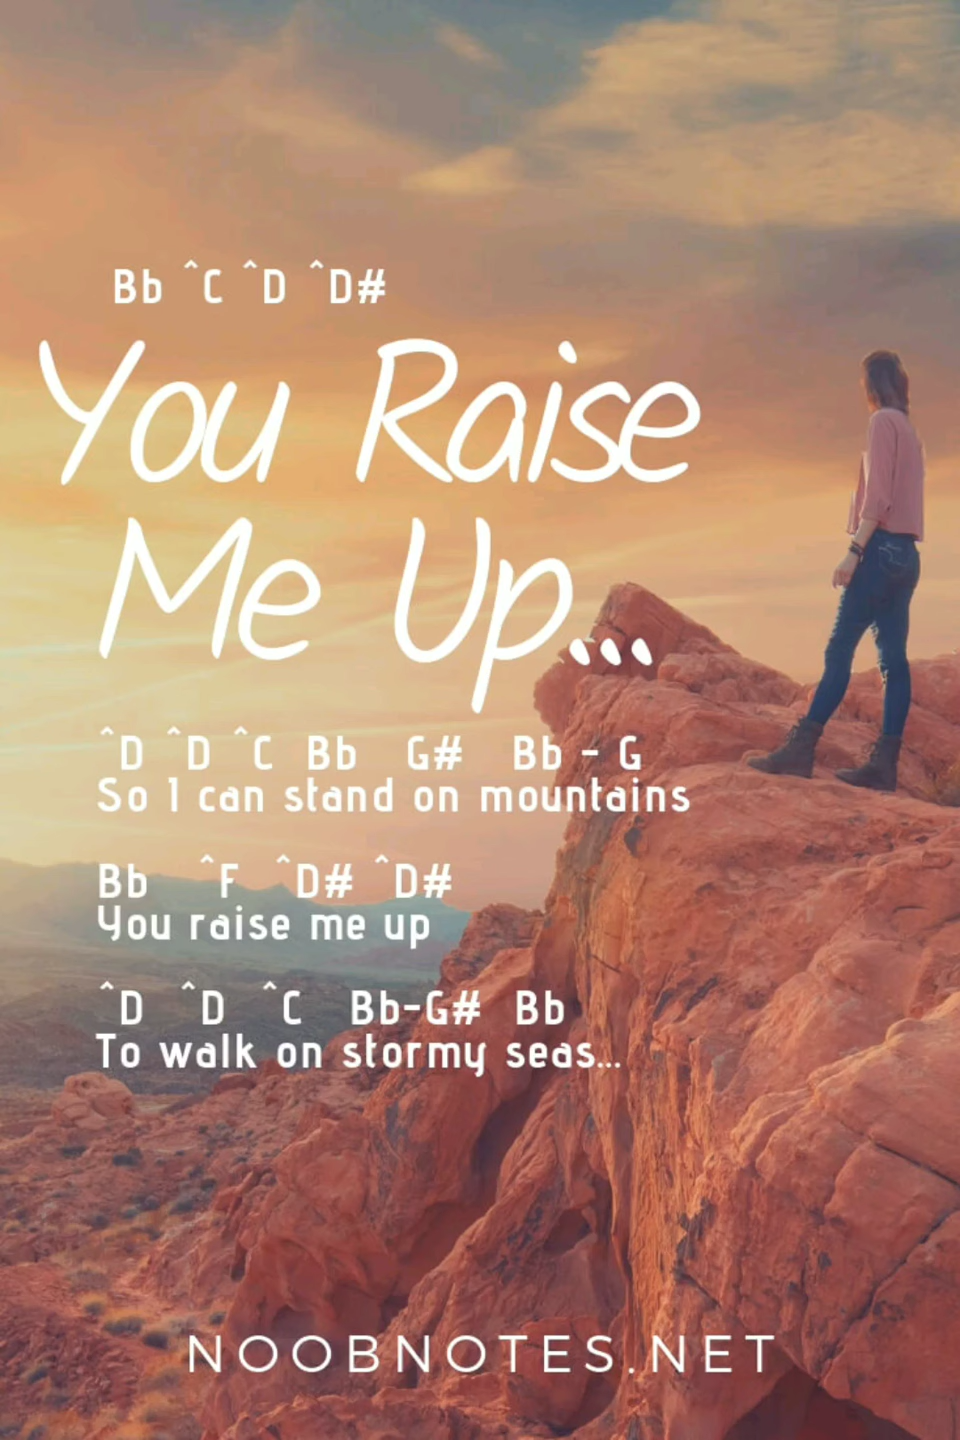 Bb ^C ^D ^D#
You Raise
Me Up...
^D ^D ^C Bb G# Bb - G
So I can stand on mountains
Bb ^F ^D# ^D#
You raise me up
^D ^D ^C Bb-G# Bb
To walk on stormy seas...
NOOBNOTES.NET